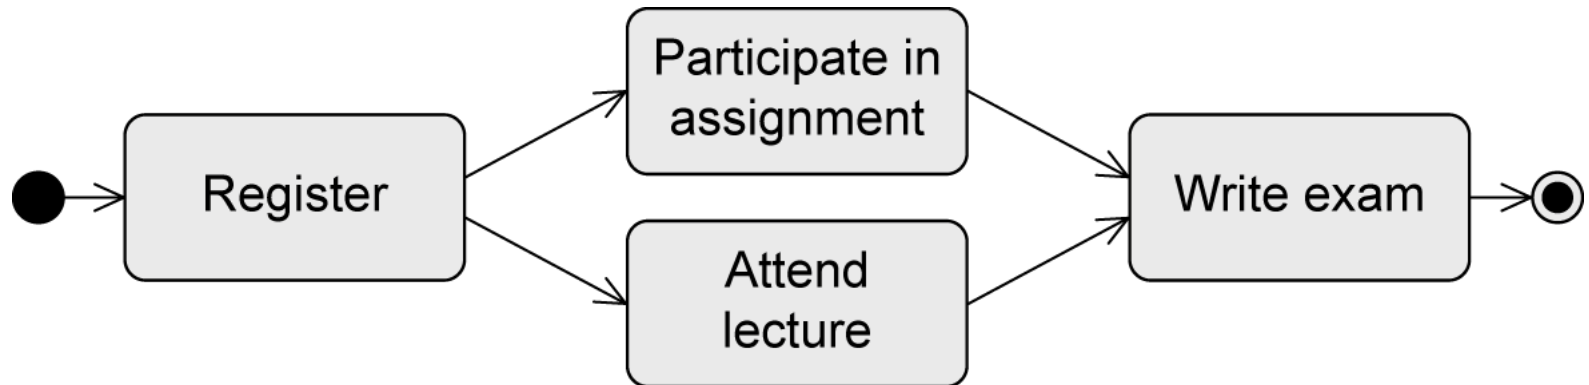 Participate in
assignment
Register
Write exam
Attend
lecture